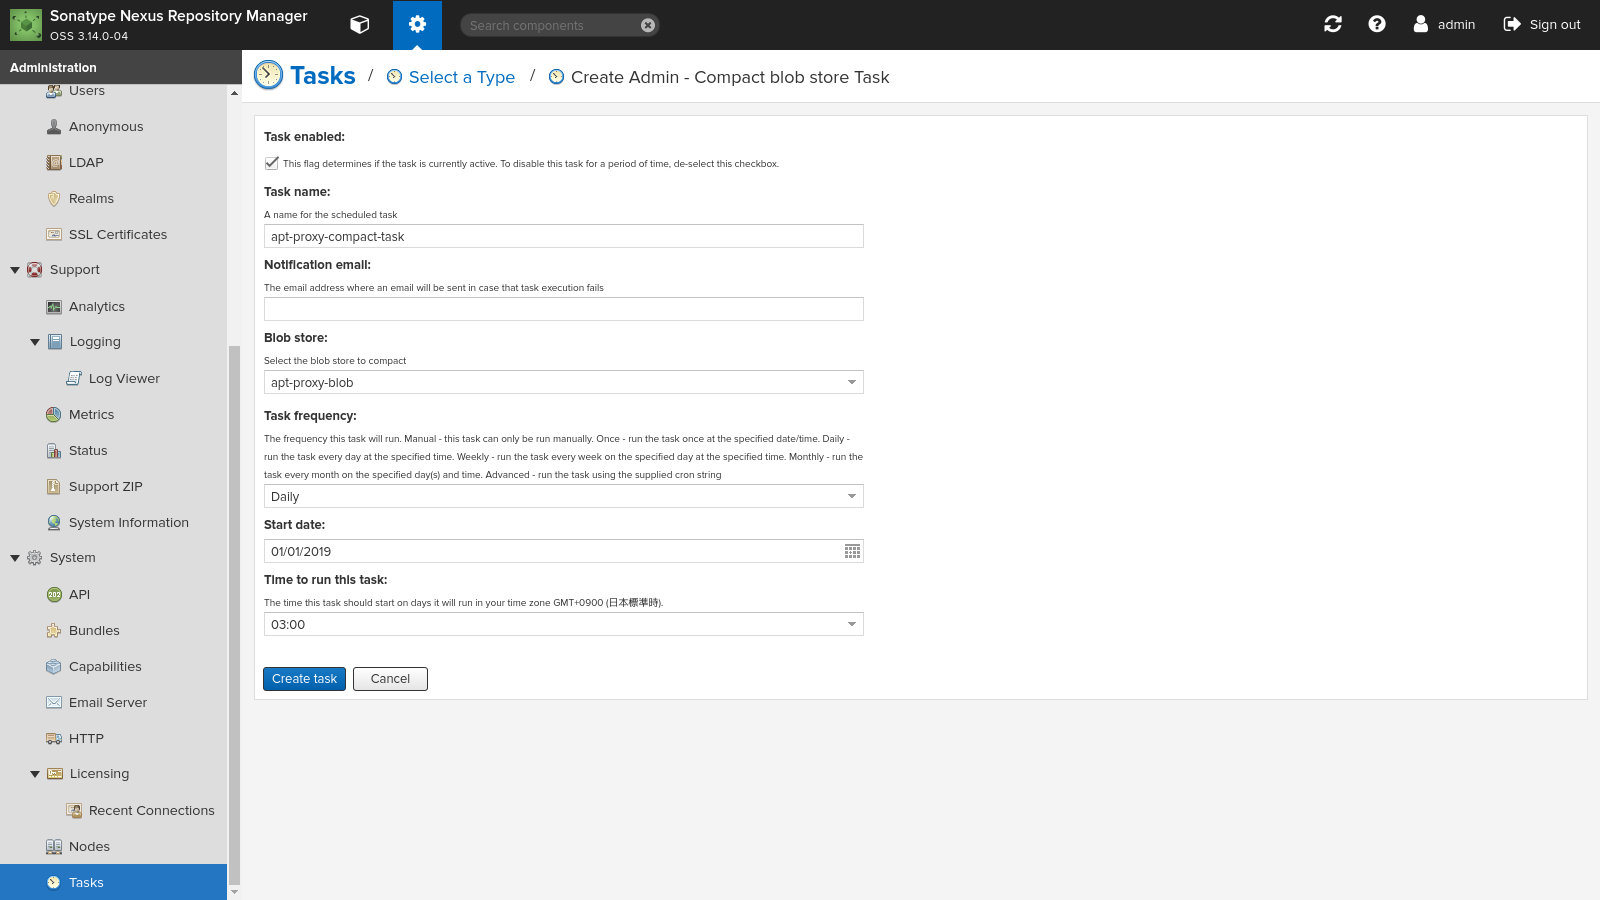 Sonatype Nexus Repository Manager
OSS 3.14.0-04
Search components
admin
Sign out
Administration
Users
Anonymous
LDAP
Realms
SSL Certificates
Support
Analytics
Logging
Log Viewer
Metrics
Status
Support ZIP
System Information
System
202
API
Bundles
Capabilities
Email Server
HTTP
Licensing
Recent Connections
Nodes
Tasks
Tasks / Select a Type / Create Admin - Compact blob store Task
Task enabled:
This flag determines if the task is currently active. To disable this task for a period of time, de-select this checkbox.
Task name:
A name for the scheduled task
apt-proxy-compact-task
Notification email:
The email address where an email will be sent in case that task execution fails
Blob store:
Select the blob store to compact
apt-proxy-blob
Task frequency:
The frequency this task will run. Manual - this task can only be run manually. Once - run the task once at the specified date/time. Daily -
run the task every day at the specified time. Weekly - run the task every week on the specified day at the specified time. Monthly - run the
task every month on the specified day(s) and time. Advanced - run the task using the supplied cron string
Daily
Start date:
01/01/2019
Time to run this task:
The time this task should start on days it will run in your time zone GMT+0900 (日本標準時).
03:00
Create task
Cancel